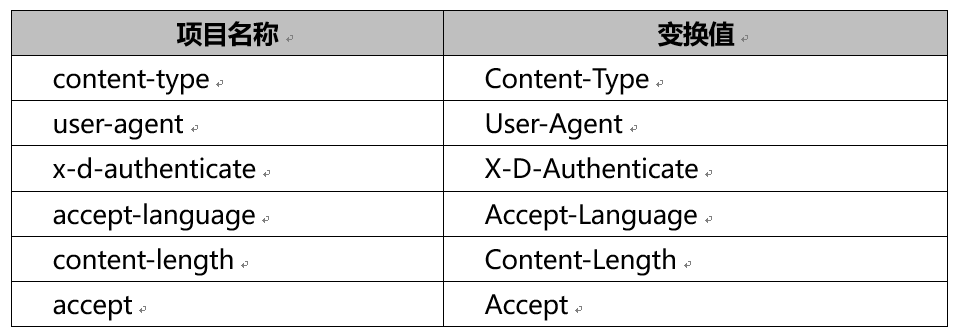 项目名称 变换值
content-type Content-Type
user-agent User-Agent
x-d-authenticate X-D-Authenticate
accept-language Accept-Language
content-length Content-Length
accept Accept